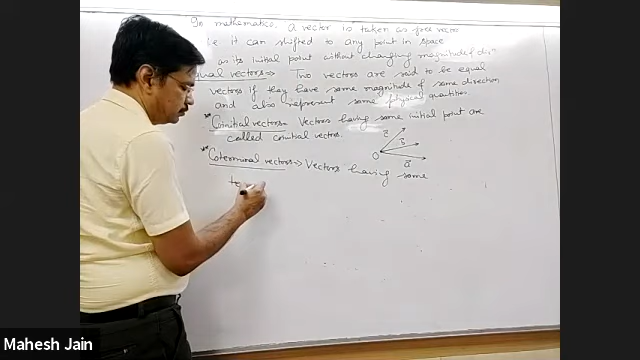 In mathematics. A vector is taken as free vector
i.e it can shifted to any point in space
as its initial point without changing magnitude & dirⁿ
equal vectors => Two vectors are said to be equal
vectors if they have same magnitude & same direction
and also represent same physical quantities
** Coinitial vectors => Vectors having same initial point are
called coinitial vectors.
c
b
O
a
** Coterminal vectors => Vectors having same
te
Mahesh Jain